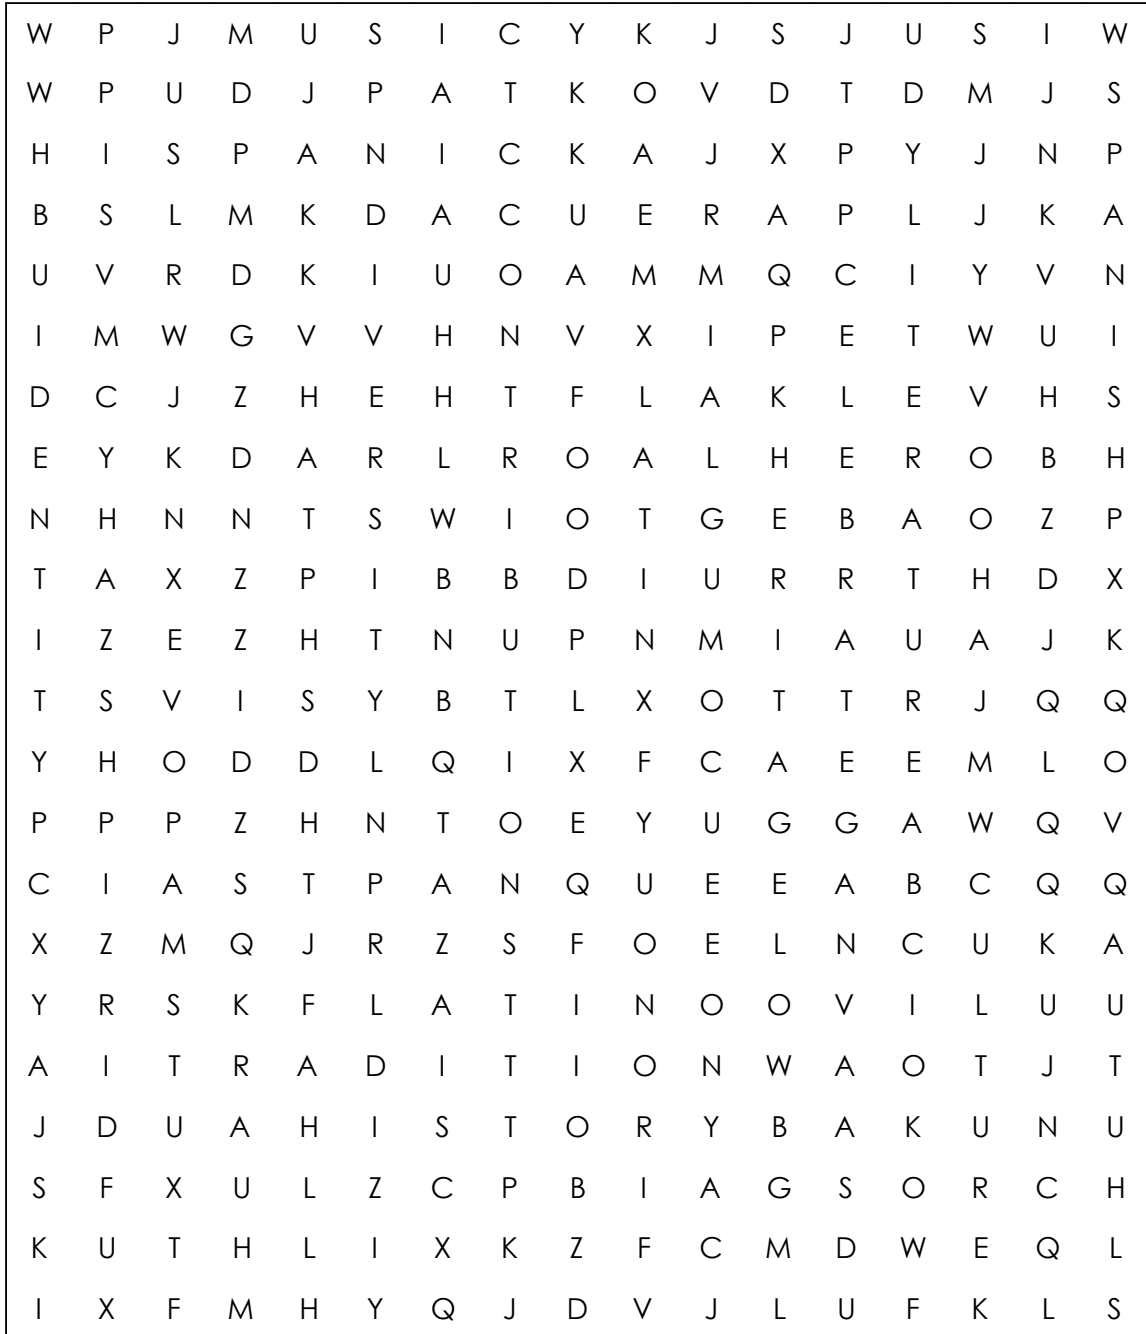 W P J M U S I C Y K J S J U S I W
W P U D J P A T K O V D T D M J S
H I S P A N I C K A J X P Y J N P
B S L M K D A C U E R A P L J K A
U V R D K I U O A M M Q C I Y V N
I M W G V V H N V X I P E T W U I
D C J Z H E H T F L A K L E V H S
E Y K D A R L R O A L H E R O B H
N H N N T S W I O T G E B A O Z P
T A X Z P I B B D I U R R T H D X
I Z E Z H T N U P N M I A U A J K
T S V I S Y B T L X O T T R J Q Q
Y H O D D L Q I X F C A E E M L O
P P P Z H N T O E Y U G G A W Q V
C I A S T P A N Q U E E A B C Q Q
X Z M Q J R Z S F O E L N C U K A
Y R S K F L A T I N O O V I L U U
A I T R A D I T I O N W A O T J T
J D U A H I S T O R Y B A K U N U
S F X U L Z C P B I A G S O R C H
K U T H L I X K Z F C M D W E Q L
I X F M H Y Q J D V J L U F K L S